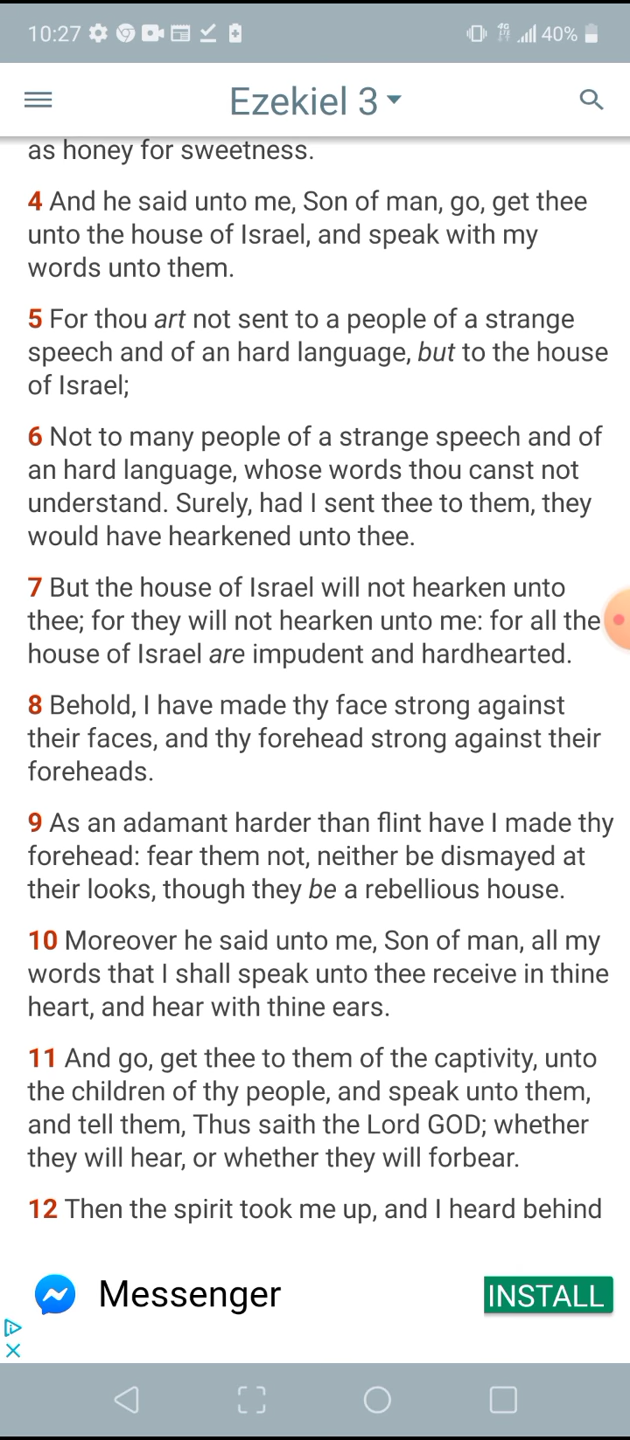 10:27
4G
40%
Ezekiel 3
as honey for sweetness.
4 And he said unto me, Son of man, go, get thee
unto the house of Israel, and speak with my
words unto them.
5 For thou art not sent to a people of a strange
speech and of an hard language, but to the house
of Israel;
6 Not to many people of a strange speech and of
an hard language, whose words thou canst not
understand. Surely, had I sent thee to them, they
would have hearkened unto thee.
7 But the house of Israel will not hearken unto
thee; for they will not hearken unto me: for all the
house of Israel are impudent and hardhearted.
8 Behold, I have made thy face strong against
their faces, and thy forehead strong against their
foreheads.
9 As an adamant harder than flint have I made thy
forehead: fear them not, neither be dismayed at
their looks, though they be a rebellious house.
10 Moreover he said unto me, Son of man, all my
words that I shall speak unto thee receive in thine
heart, and hear with thine ears.
11 And go, get thee to them of the captivity, unto
the children of thy people, and speak unto them,
and tell them, Thus saith the Lord GOD; whether
they will hear, or whether they will forbear.
12 Then the spirit took me up, and I heard behind
Messenger
INSTALL